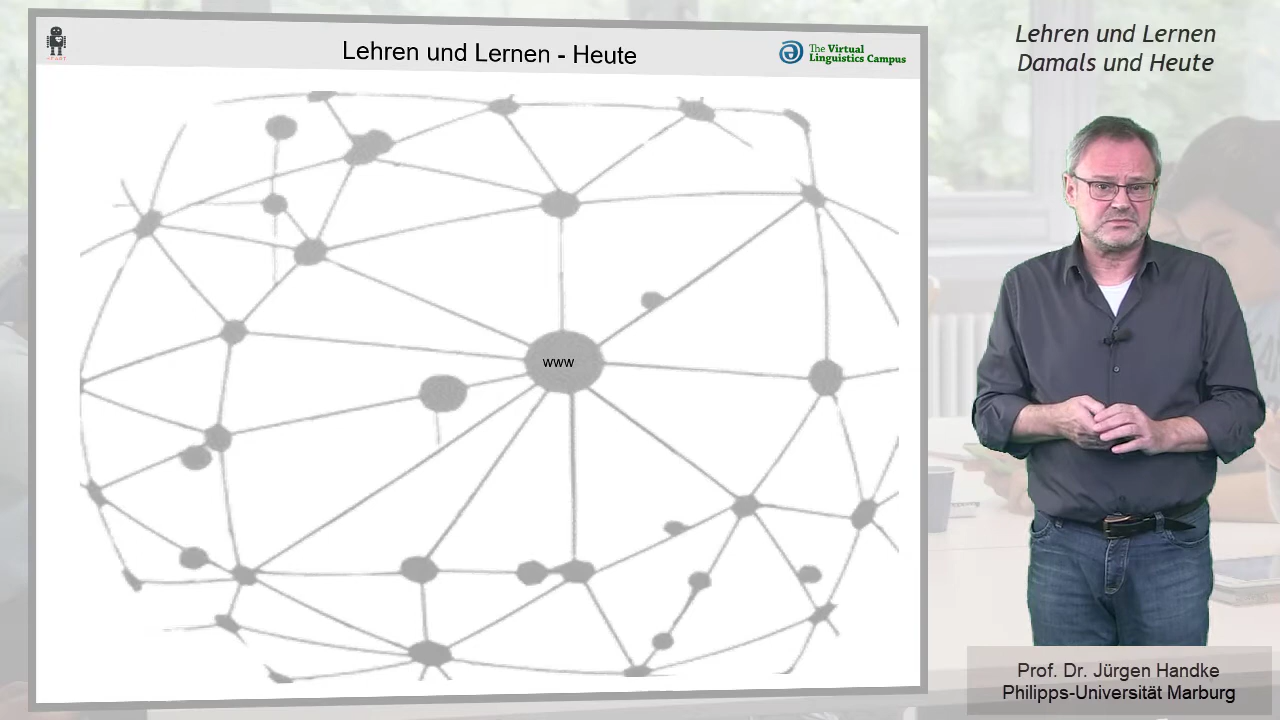 Lehren und Lernen - Heute
The Virtual
Linguistics Campus
Lehren und Lernen
Damals und Heute
www
Prof. Dr. Jürgen Handke
Philipps-Universität Marburg